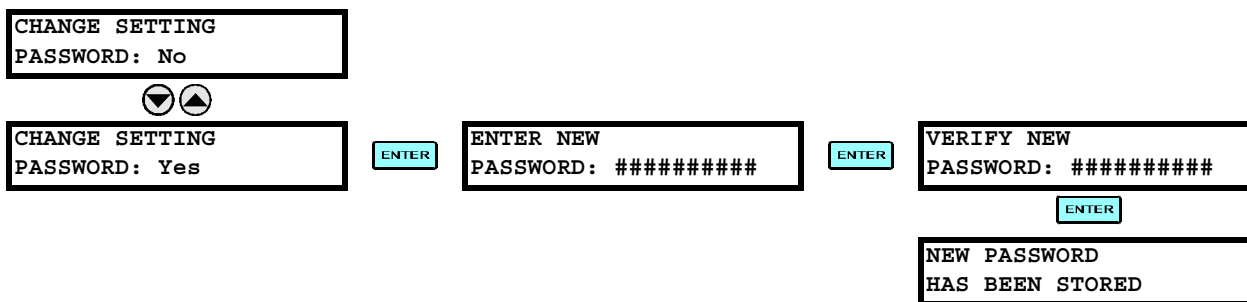 CHANGE SETTING
PASSWORD: No
CHANGE SETTING
PASSWORD: Yes
ENTER
ENTER NEW
PASSWORD: ##########
ENTER
VERIFY NEW
PASSWORD: ##########
ENTER
NEW PASSWORD
HAS BEEN STORED